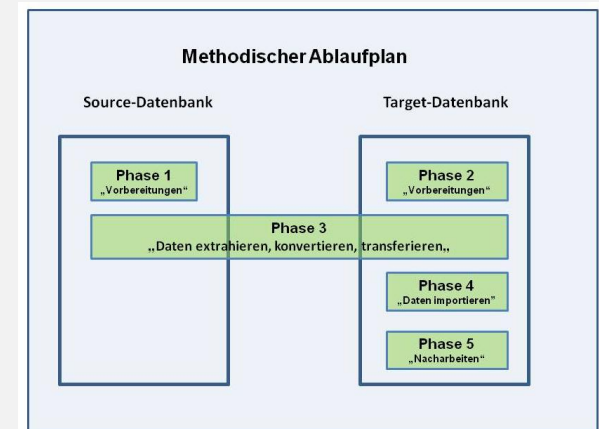 Methodischer Ablaufplan
Source-Datenbank
Target-Datenbank
Phase 1
„Vorbereitungen“
Phase 2
„Vorbereitungen“
Phase 3
„Daten extrahieren, konvertieren, transferieren„
Phase 4
„Daten importieren”
Phase 5
„Nacharbeiten“